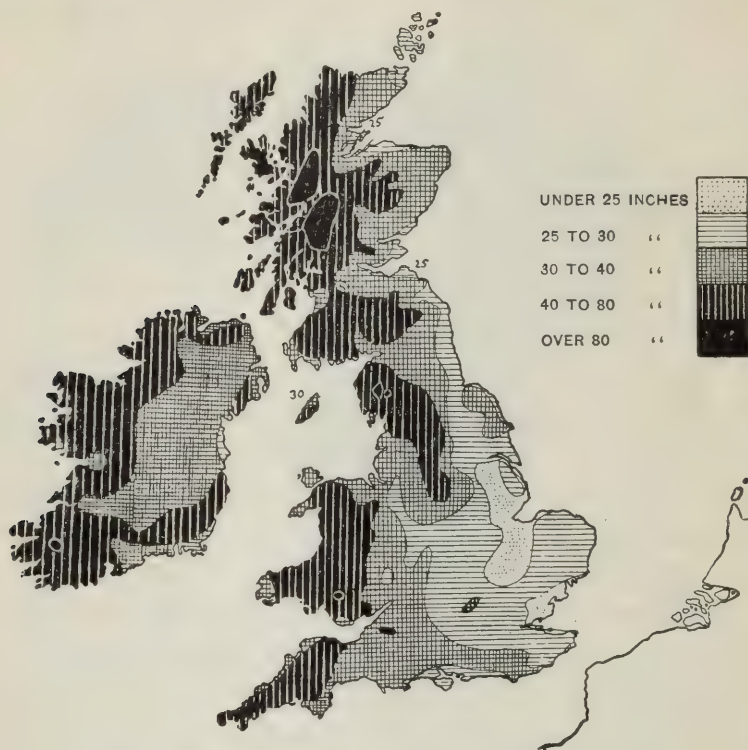 25
25
30
UNDER 25 INCHES
25 TO 30 “
30 TO 40 “
40 TO 80 “
OVER 80 “